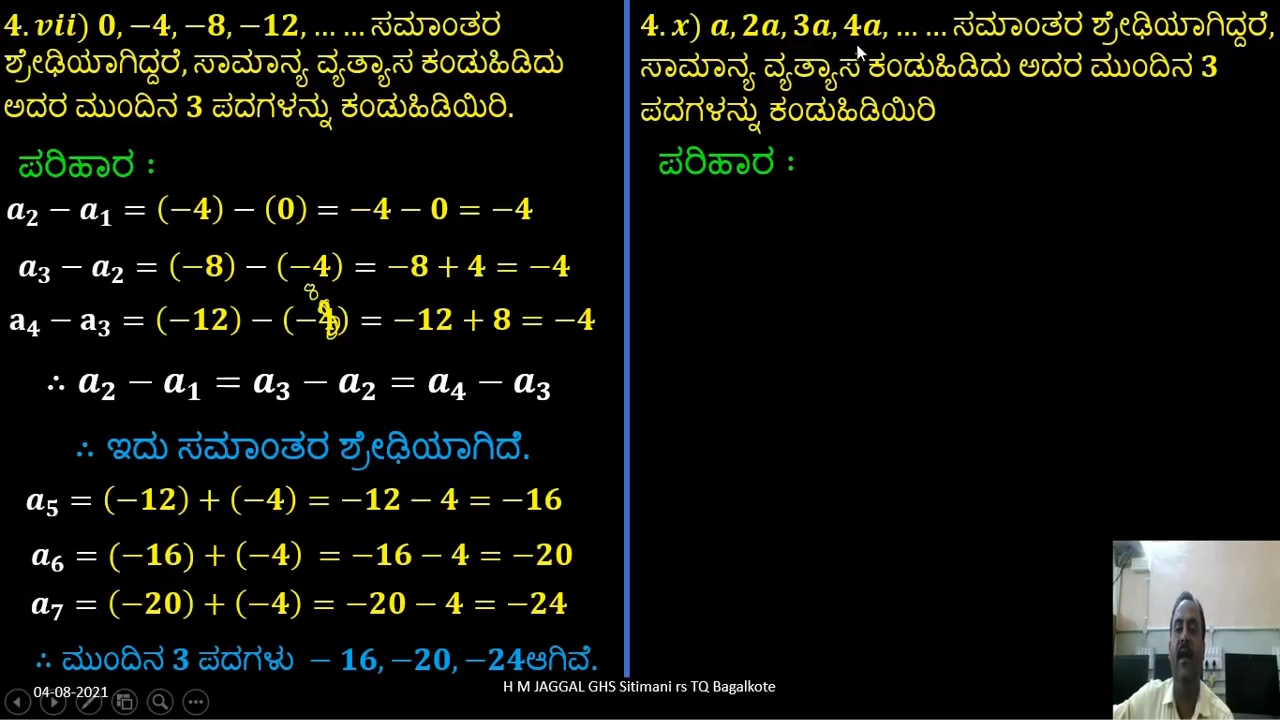 4. vii) 0, −4, −8, −12, ... ... ಸಮಾಂತರ
ಶ್ರೇಢಿಯಾಗಿದ್ದರೆ, ಸಾಮಾನ್ಯ ವ್ಯತ್ಯಾಸ ಕಂಡುಹಿಡಿದು
ಅದರ ಮುಂದಿನ 3 ಪದಗಳನ್ನು ಕಂಡುಹಿಡಿಯಿರಿ.
ಪರಿಹಾರ :
a₂ − a₁ = (−4) − (0) = −4 − 0 = −4
a₃ − a₂ = (−8) − (−4) = −8 + 4 = −4
8
a₄ − a₃ = (−12) − (−4) = −12 + 8 = −4
∴ a₂ − a₁ = a₃ − a₂ = a₄ − a₃
∴ ಇದು ಸಮಾಂತರ ಶ್ರೇಢಿಯಾಗಿದೆ.
a₅ = (−12) + (−4) = −12 − 4 = −16
a₆ = (−16) + (−4) = −16 − 4 = −20
a₇ = (−20) + (−4) = −20 − 4 = −24
∴ ಮುಂದಿನ 3 ಪದಗಳು − 16, −20, −24ಆಗಿವೆ.
4. x) a, 2a, 3a, 4a, ... ... ಸಮಾಂತರ ಶ್ರೇಢಿಯಾಗಿದ್ದರೆ,
ಸಾಮಾನ್ಯ ವ್ಯತ್ಯಾಸ ಕಂಡುಹಿಡಿದು ಅದರ ಮುಂದಿನ 3
ಪದಗಳನ್ನು ಕಂಡುಹಿಡಿಯಿರಿ
ಪರಿಹಾರ :
04-08-2021
H M JAGGAL GHS Sitimani rs TQ Bagalkote